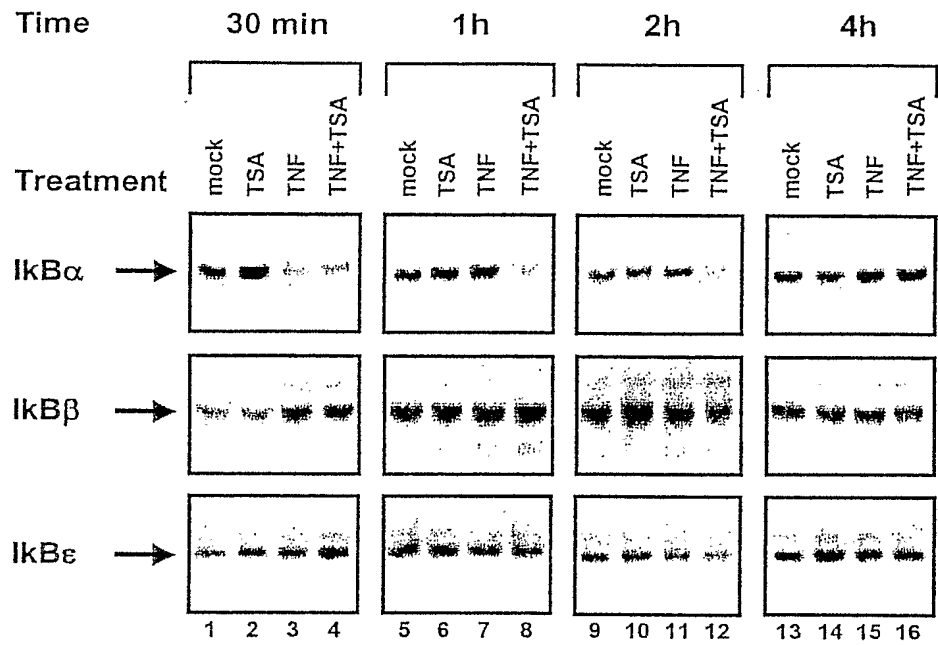 Time 30 min 1h 2h 4h
Treatment mock TSA TNF TNF+TSA mock TSA TNF TNF+TSA mock TSA TNF TNF+TSA mock TSA TNF TNF+TSA
IkBα
IkBβ
IkBε
1 2 3 4 5 6 7 8 9 10 11 12 13 14 15 16